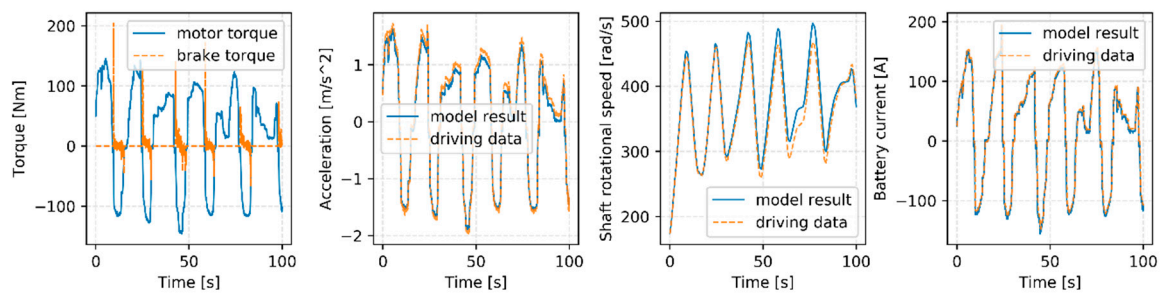 Torque [Nm]
200
100
0
−100
motor torque
brake torque
0
50
100
Time [s]
Acceleration [m/s^2]
1
0
−1
−2
model result
driving data
0
50
100
Time [s]
Shaft rotational speed [rad/s]
500
400
300
200
model result
driving data
0
50
100
Time [s]
Battery current [A]
200
150
100
50
0
−100
model result
driving data
0
50
100
Time [s]